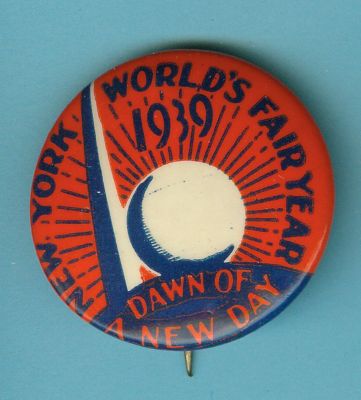 NEW YORK WORLD'S FAIR YEAR
1939
DAWN OF
A NEW DAY